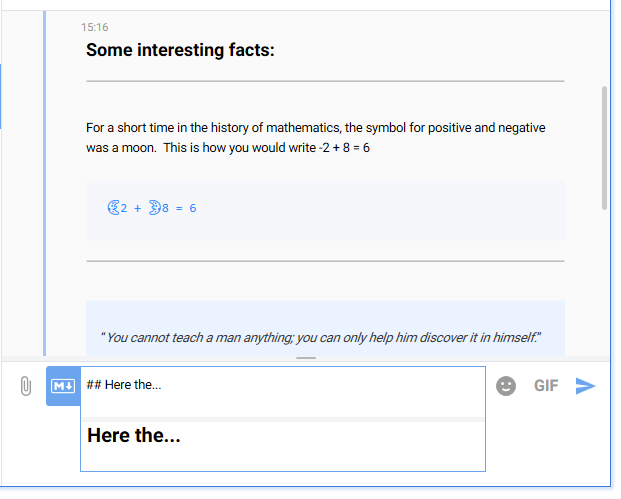 15:16
Some interesting facts:
For a short time in the history of mathematics, the symbol for positive and negative
was a moon. This is how you would write -2 + 8 = 6
🌜2 + 🌛8 = 6
“You cannot teach a man anything; you can only help him discover it in himself.”
M↓ ## Here the...
GIF
Here the...